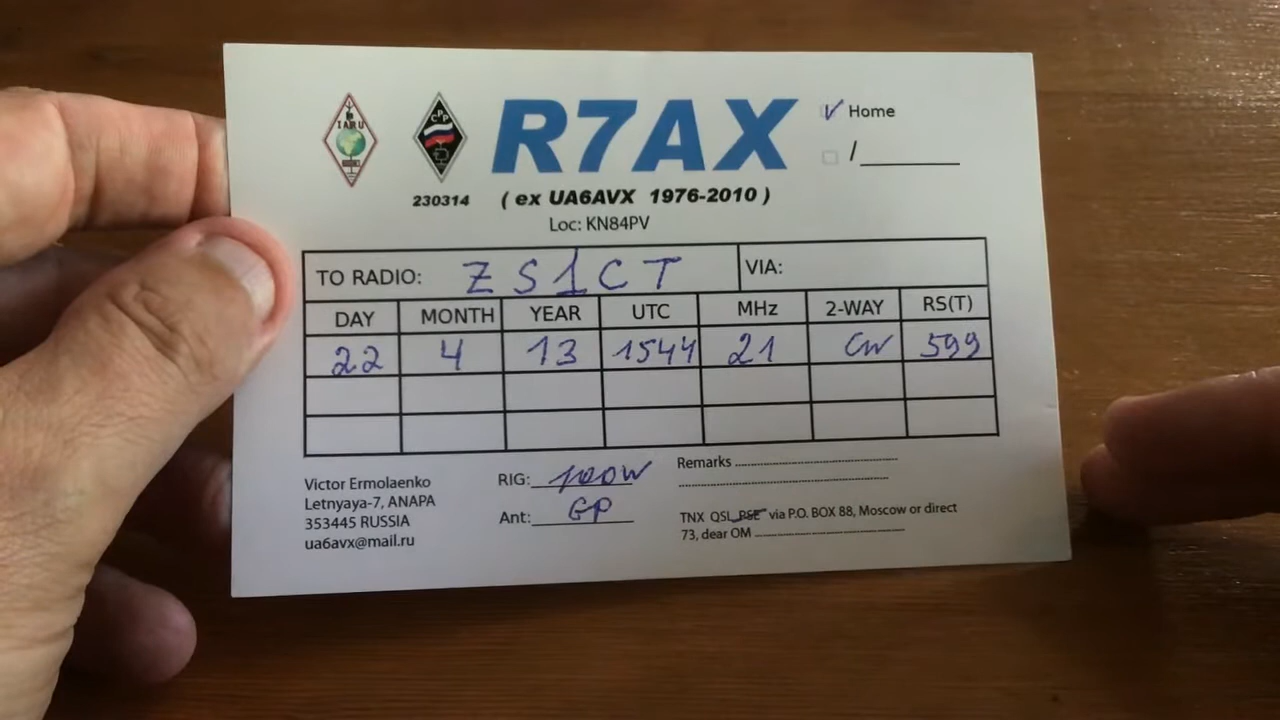 IARU
CPP
R7AX
Home
230314
( ex UA6AVX 1976-2010 )
/
Loc: KN84PV
TO RADIO: ZS1CT VIA:
DAY MONTH YEAR UTC MHz 2-WAY RS(T)
22 4 13 1544 21 CW 599
Victor Ermolaenko
Letnyaya-7, ANAPA
353445 RUSSIA
ua6avx@mail.ru
RIG: 100W
Ant: GP
Remarks
TNX QSL PSE via P.O. BOX 88, Moscow or direct
73, dear OM